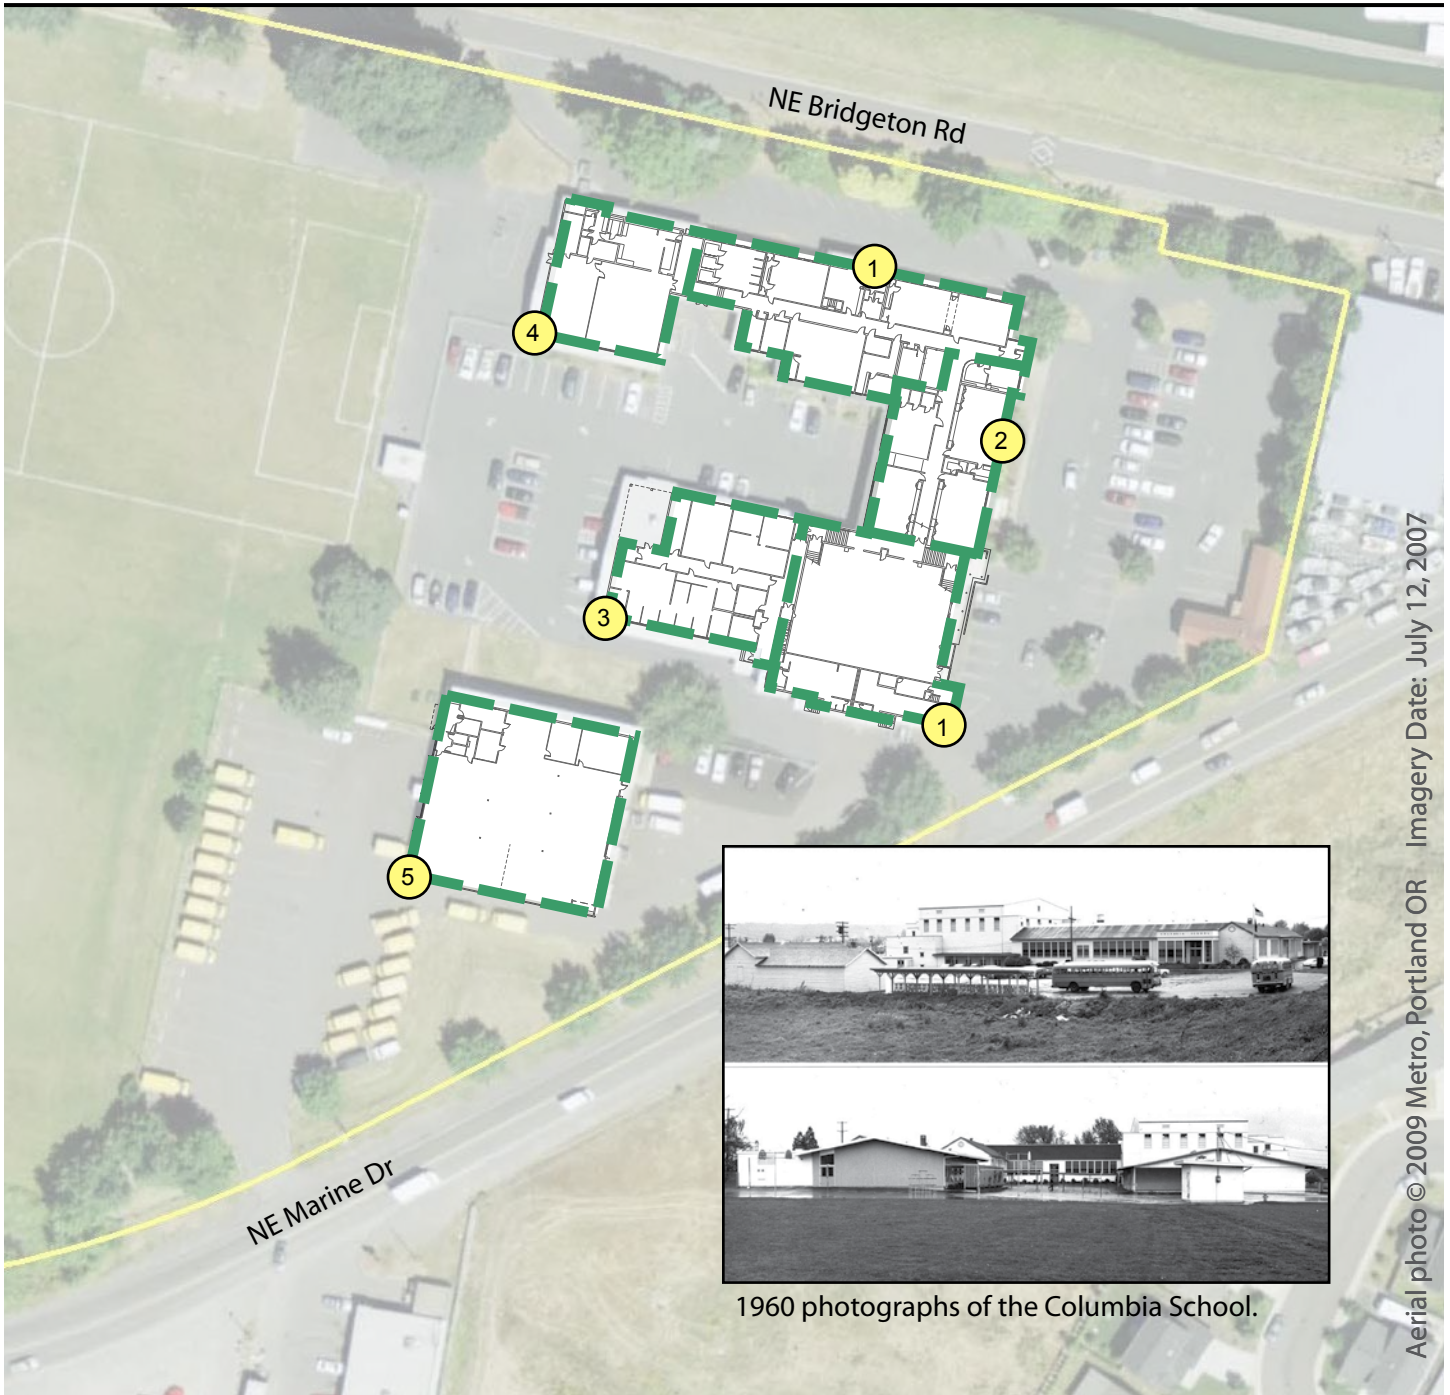 NE Bridgeton Rd
1
4
2
3
1
5
NE Marine Dr
1960 photographs of the Columbia School.
Aerial photo © 2009 Metro, Portland OR    Imagery Date:  July 12, 2007